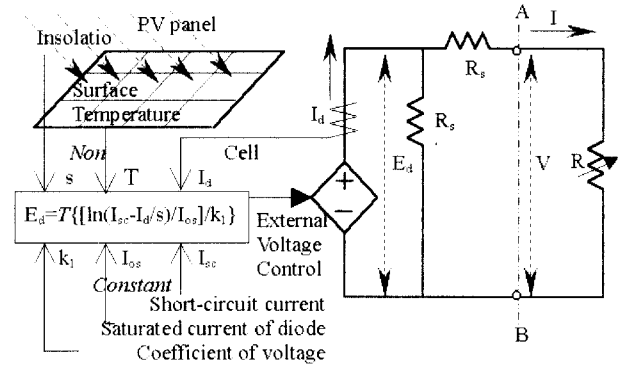 PV panel
Insolatio
Surface
Temperature
Non
Cell
s
T
I_d
E_d=T{[ln(I_sc-I_d/s)/I_os]/k_1}
k_1
I_os
I_sc
Constant
Short-circuit current
Saturated current of diode
Coefficient of voltage
External
Voltage
Control
I_d
+
−
E_d
R_s
R_s
A
I
V
R
B